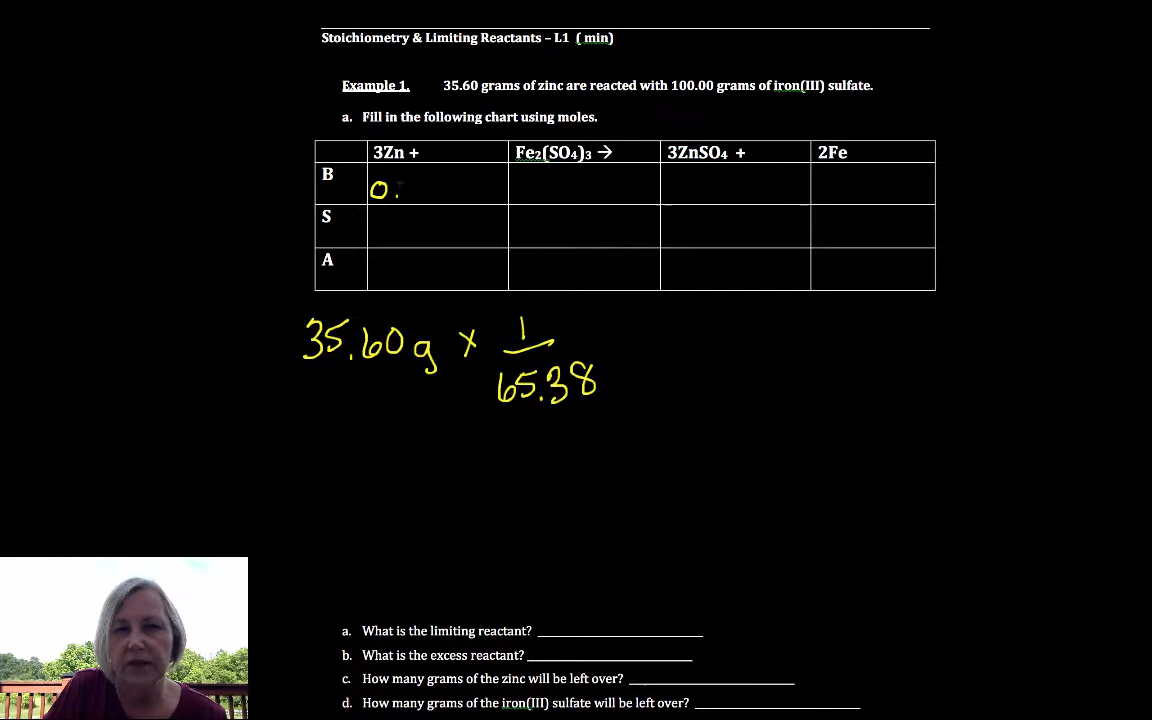 Stoichiometry & Limiting Reactants – L1 ( min)
Example 1. 35.60 grams of zinc are reacted with 100.00 grams of iron(III) sulfate.
a. Fill in the following chart using moles.
3Zn + Fe₂(SO₄)₃ → 3ZnSO₄ + 2Fe
B 0.
S
A
35.60 g x 1
65.38
a. What is the limiting reactant?
b. What is the excess reactant?
c. How many grams of the zinc will be left over?
d. How many grams of the iron(III) sulfate will be left over?